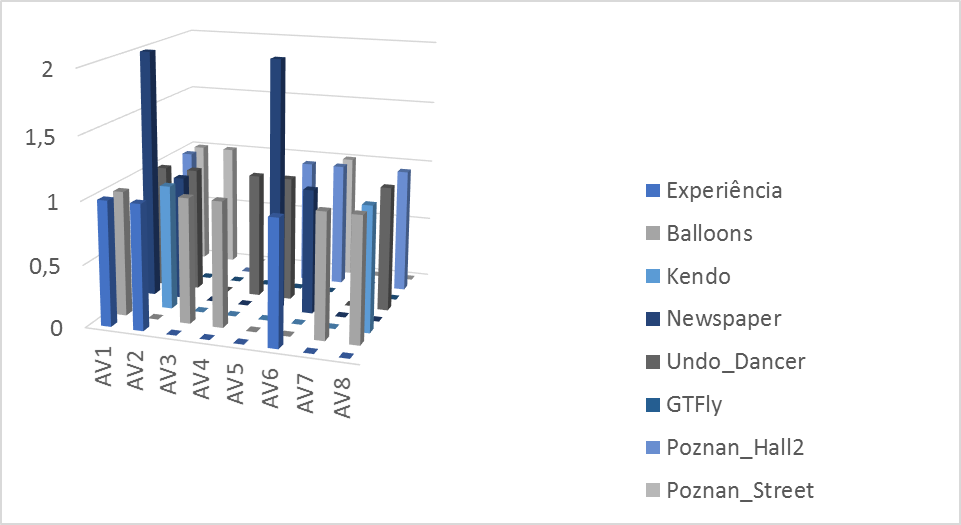 2
1,5
1
0,5
0
AV1
AV2
AV3
AV4
AV5
AV6
AV7
AV8
Experiência
Balloons
Kendo
Newspaper
Undo_Dancer
GTFly
Poznan_Hall2
Poznan_Street